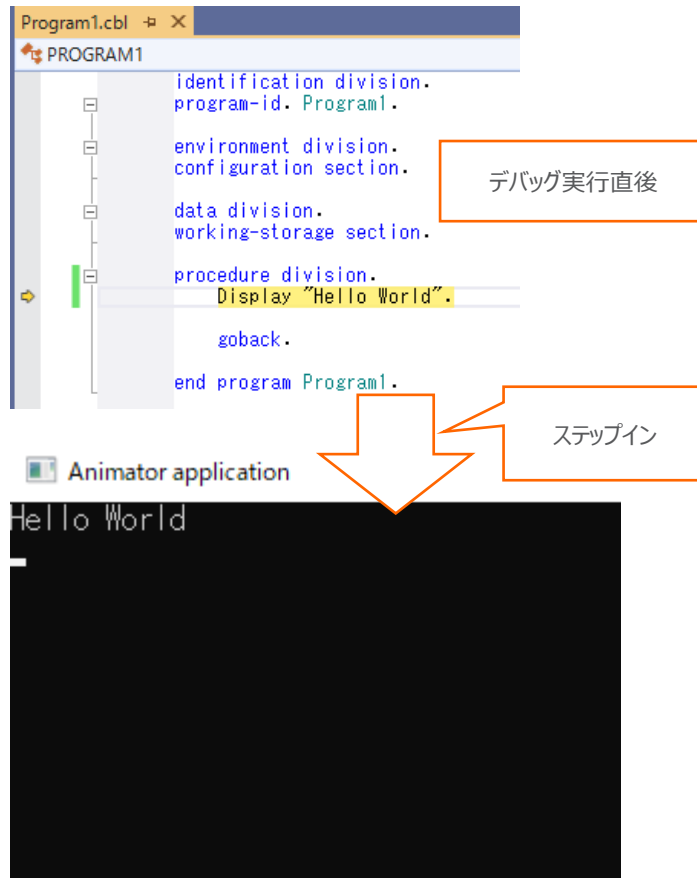 Program1.cbl
PROGRAM1
identification division.
program-id. Program1.
environment division.
configuration section.
デバッグ実行直後
data division.
working-storage section.
procedure division.
Display "Hello World".
goback.
end program Program1.
ステップイン
Animator application
Hello World